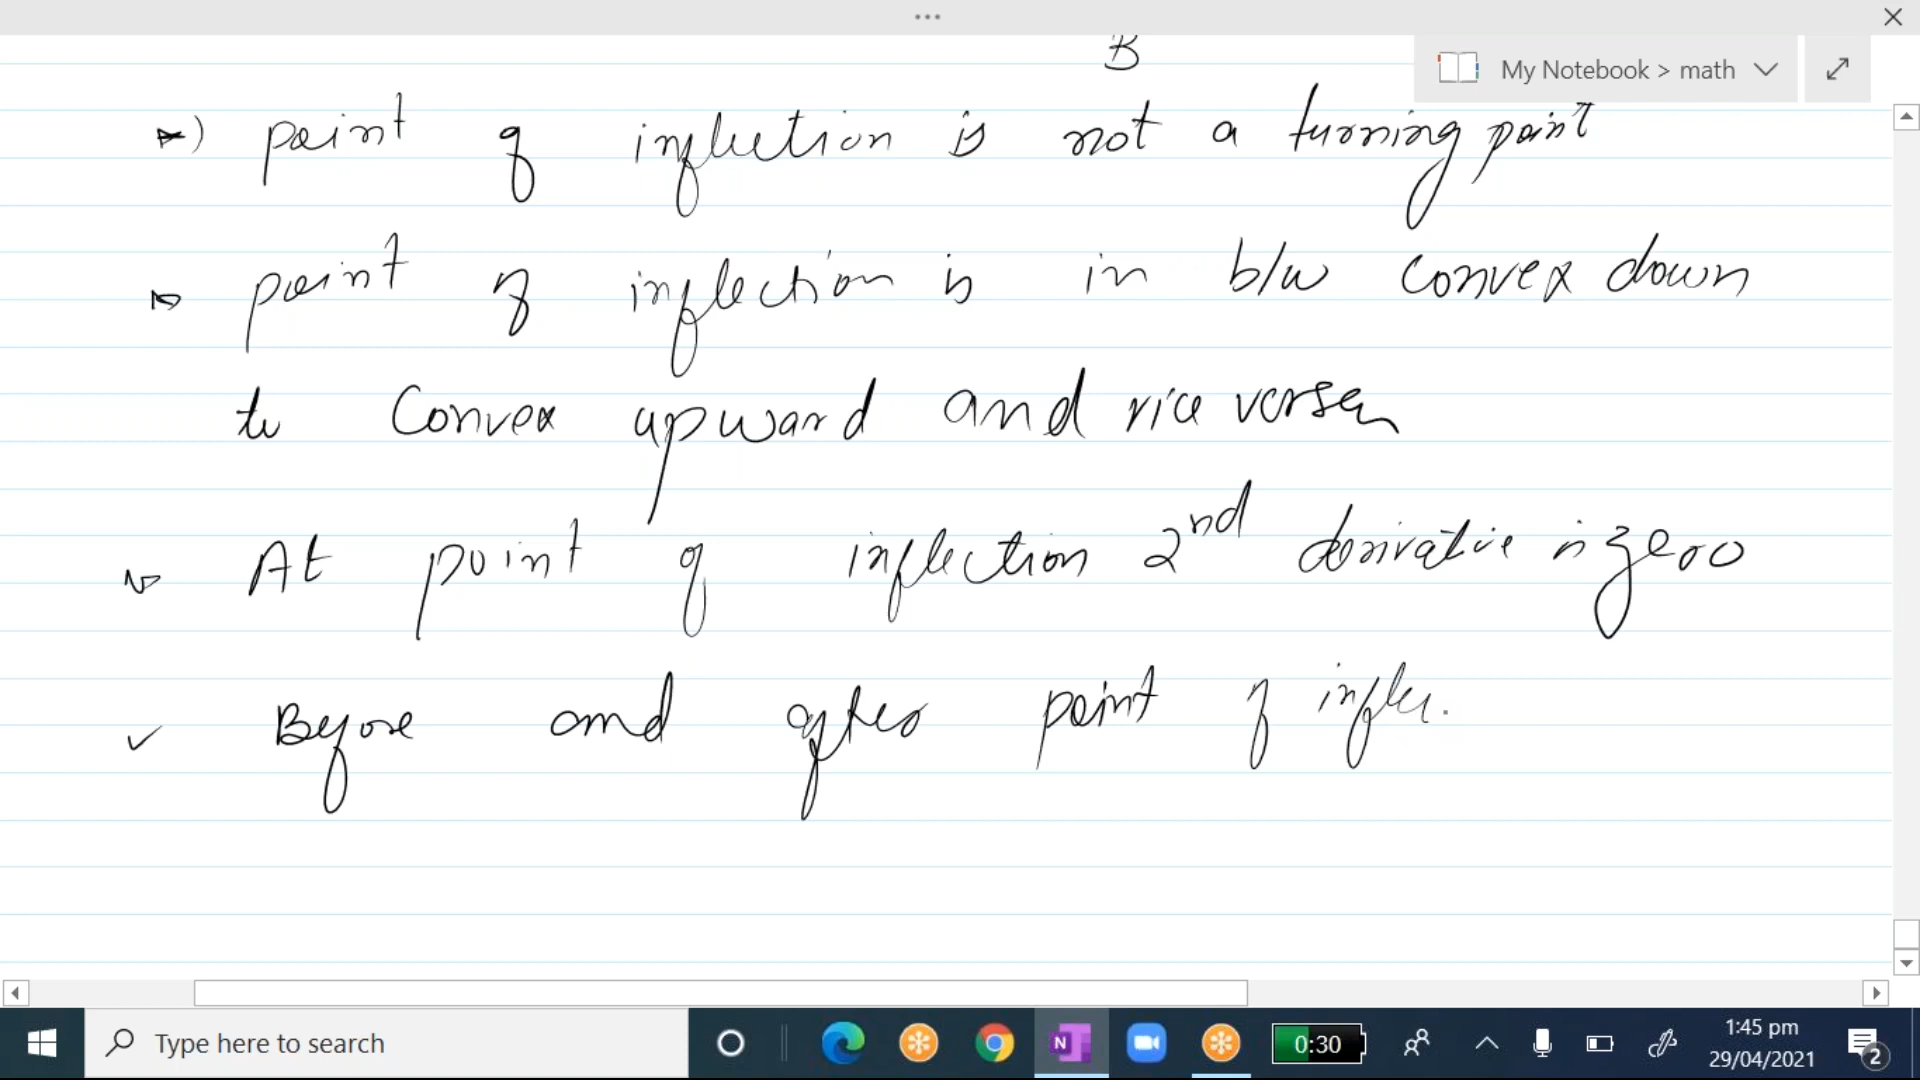 ...
B
My Notebook > math
*) point of inflection is not a turning point
point of inflection is in b/w convex down
to Convex upward and vice versa
At point of inflection 2nd derivative is zero
✓ Before and after point of inflec.
Type here to search
N
0:30
1:45 pm
29/04/2021
2